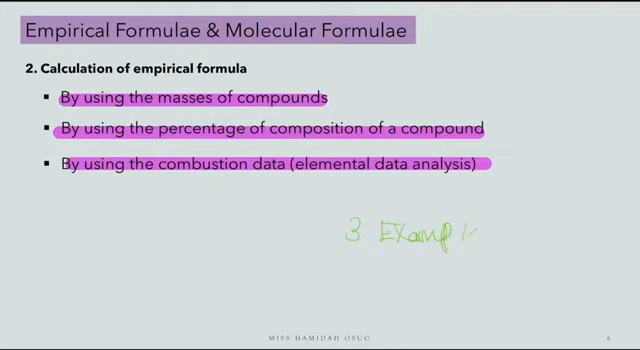 Empirical Formulae & Molecular Formulae
2. Calculation of empirical formula
▪ By using the masses of compounds
▪ By using the percentage of composition of a compound
▪ By using the combustion data (elemental data analysis)
3
MISS HAMIDAH OSUG
6